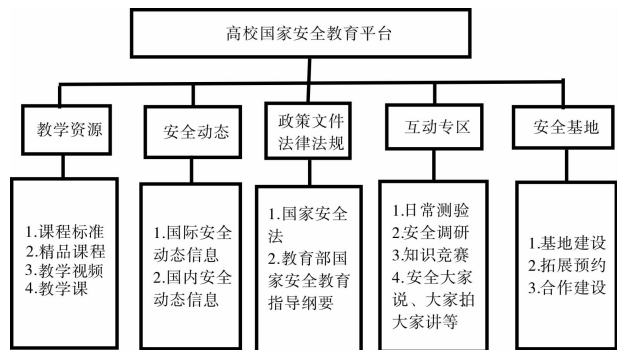 高校国家安全教育平台
教学资源
安全动态
政策文件
法律法规
互动专区
安全基地
1.课程标准
2.精品课程
3.教学视频
4.教学课
1.国际安全
动态信息
2.国内安全
动态信息
1.国家安全
法
2.教育部国
家安全教育
指导纲要
1.日常测验
2.安全调研
3.知识竞赛
4.安全大家
说、大家拍
大家讲等
1.基地建设
2.拓展预约
3.合作建设